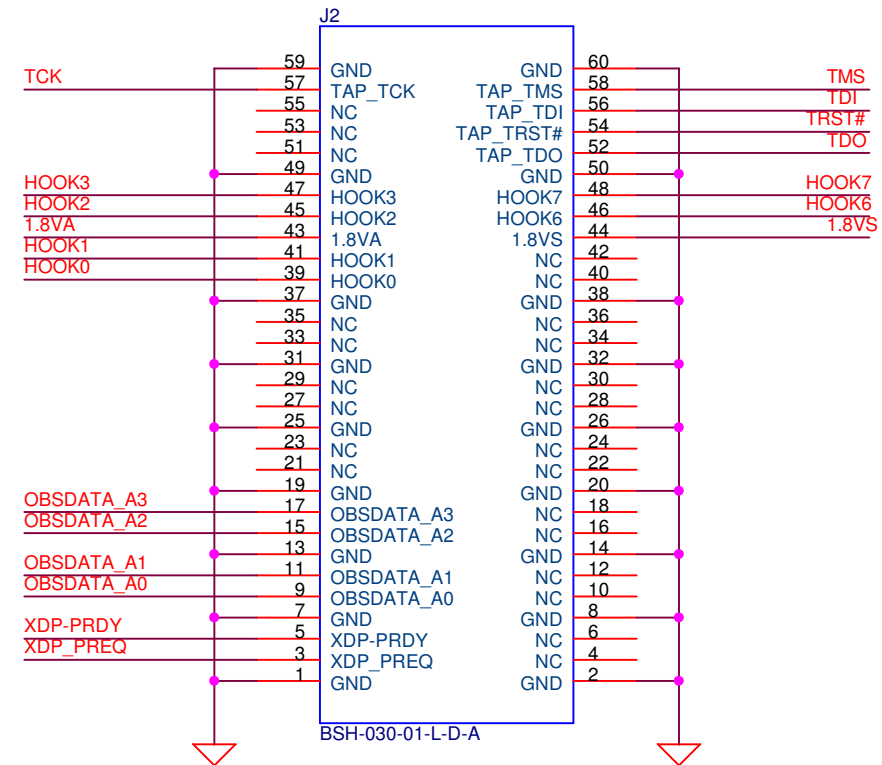 J2
59 GND GND 60
TCK 57 TAP_TCK TAP_TMS 58 TMS
55 NC TAP_TDI 56 TDI
53 NC TAP_TRST# 54 TRST#
51 NC TAP_TDO 52 TDO
49 GND GND 50
HOOK3 47 HOOK3 HOOK7 48 HOOK7
HOOK2 45 HOOK2 HOOK6 46 HOOK6
1.8VA 43 1.8VA 1.8VS 44 1.8VS
HOOK1 41 HOOK1 NC 42
HOOK0 39 HOOK0 NC 40
37 GND GND 38
35 NC NC 36
33 NC NC 34
31 GND GND 32
29 NC NC 30
27 NC NC 28
25 GND GND 26
23 NC NC 24
21 NC NC 22
19 GND GND 20
OBSDATA_A3 17 OBSDATA_A3 NC 18
OBSDATA_A2 15 OBSDATA_A2 NC 16
13 GND GND 14
OBSDATA_A1 11 OBSDATA_A1 NC 12
OBSDATA_A0 9 OBSDATA_A0 NC 10
7 GND GND 8
XDP-PRDY 5 XDP-PRDY NC 6
XDP_PREQ 3 XDP_PREQ NC 4
1 GND GND 2
BSH-030-01-L-D-A